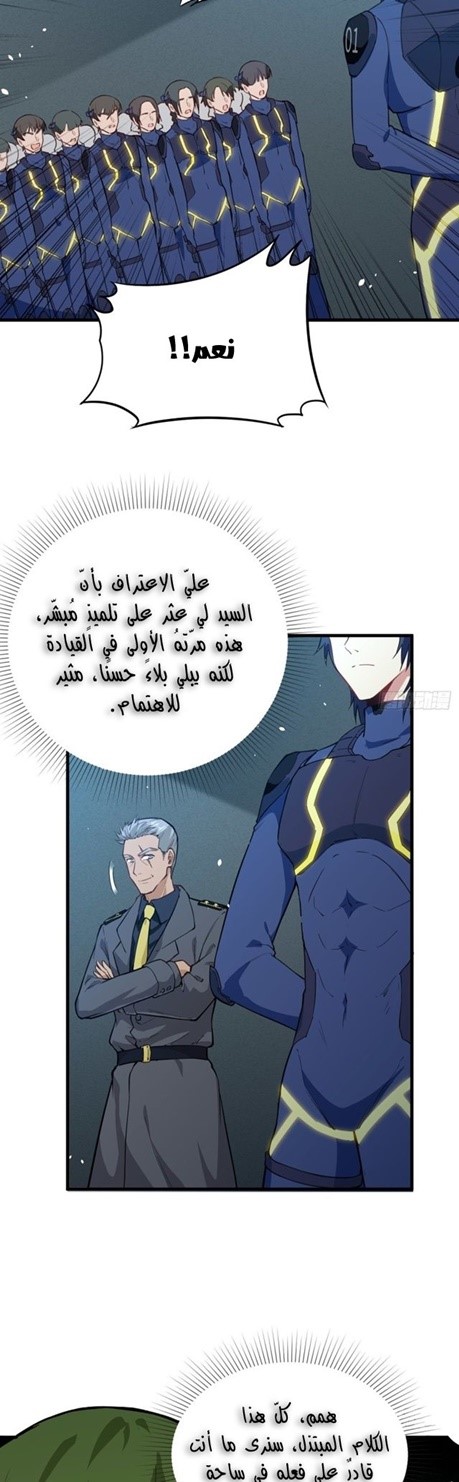 01
نعم!!
عليّ الاعتراف بأنّ
السيد لي عثر على تلميذٍ مُبشّر،
هذه مرّتهُ الأولى في القيادة
لكنه يبلي بلاءً حسنًا، مثير
للاهتمام.
همم، كلّ هذا
الكلام المبتذل، سنرى ما أنت
قادرٌ على فعله في ساحة